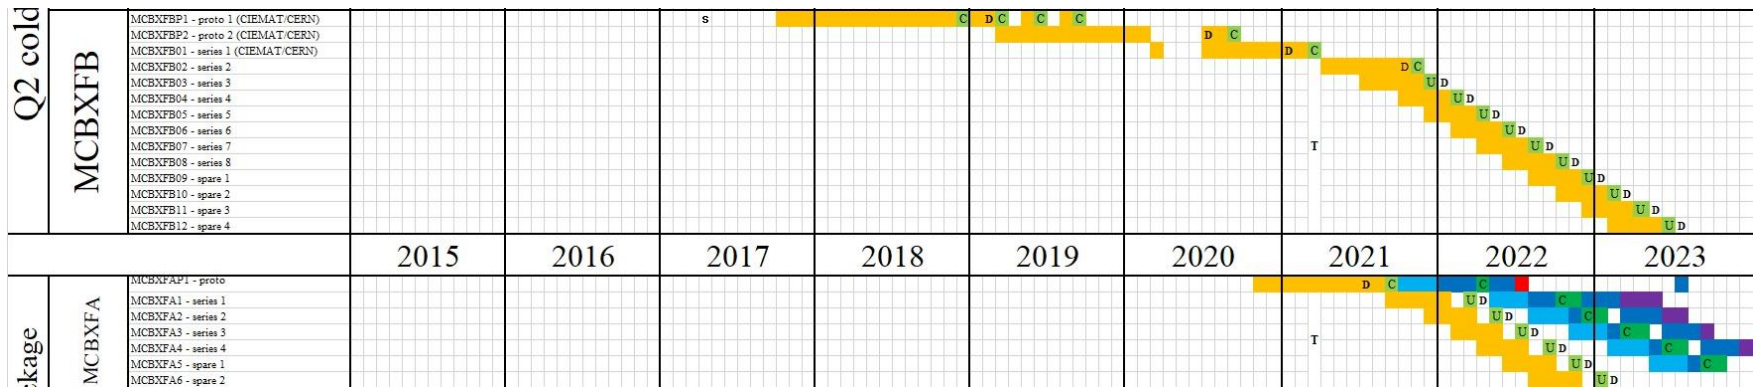 Q2 cold
MCBXFB
MCBXFBP1 - proto 1 (CIEMAT/CERN) s C D C C C
MCBXFBP2 - proto 2 (CIEMAT/CERN) D C
MCBXFB01 - series 1 (CIEMAT/CERN) D C
MCBXFB02 - series 2 D C
MCBXFB03 - series 3 U D
MCBXFB04 - series 4 U D
MCBXFB05 - series 5 U D
MCBXFB06 - series 6 U D
MCBXFB07 - series 7 T U D
MCBXFB08 - series 8 U D
MCBXFB09 - spare 1 U D
MCBXFB10 - spare 2 U D
MCBXFB11 - spare 3 U D
MCBXFB12 - spare 4 U D
2015 2016 2017 2018 2019 2020 2021 2022 2023
ckage
MCBXFA
MCBXFAP1 - proto D C C
MCBXFA1 - series 1 U D C
MCBXFA2 - series 2 U D C
MCBXFA3 - series 3 U D C
T
MCBXFA4 - series 4 U D C
MCBXFA5 - spare 1 U D C
MCBXFA6 - spare 2 U D